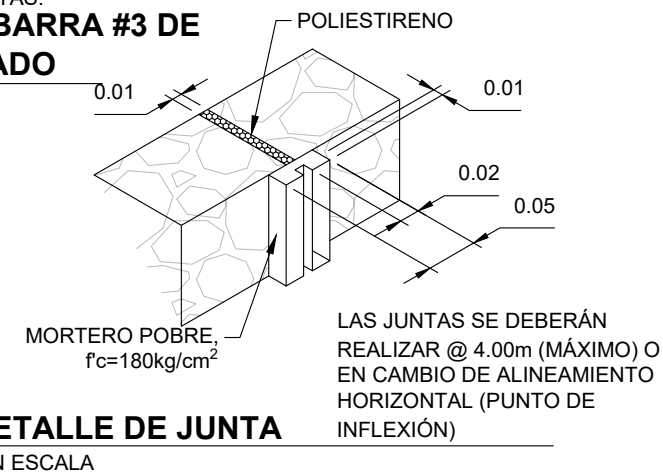 TAS:
BARRA #3 DE
ADO
POLIESTIRENO
0.01
0.01
0.02
0.05
MORTERO POBRE,
f'c=180kg/cm²
LAS JUNTAS SE DEBERÁN
REALIZAR @ 4.00m (MÁXIMO) O
EN CAMBIO DE ALINEAMIENTO
HORIZONTAL (PUNTO DE
INFLEXIÓN)
ETALLE DE JUNTA
N ESCALA